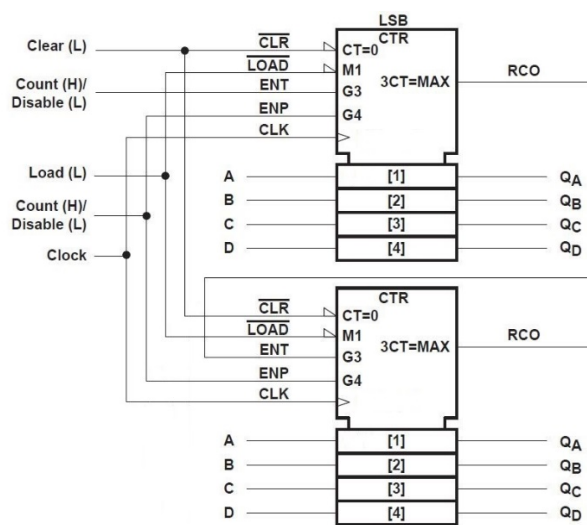 LSB
CTR
Clear (L)
CLR
CT=0
LOAD
M1
Count (H)/
Disable (L)
ENT
G3
3CT=MAX
RCO
ENP
G4
CLK
Load (L)
Count (H)/
Disable (L)
Clock
A [1] QA
B [2] QB
C [3] QC
D [4] QD
CTR
CLR
CT=0
LOAD
M1
ENT
G3
3CT=MAX
RCO
ENP
G4
CLK
A [1] QA
B [2] QB
C [3] QC
D [4] QD